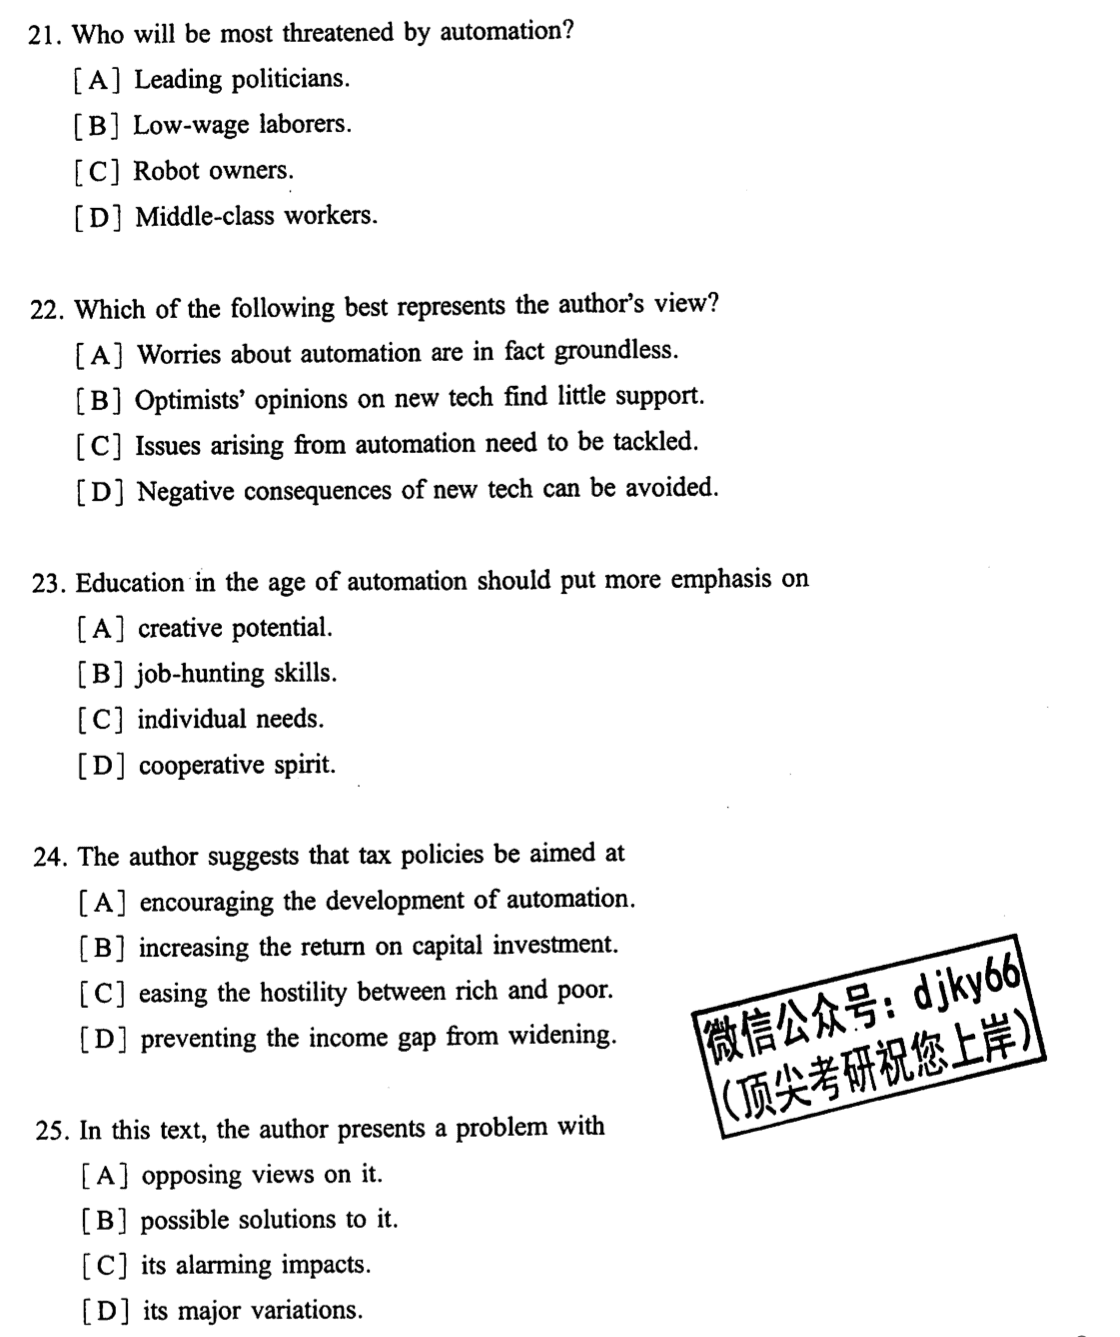 21. Who will be most threatened by automation?
[A] Leading politicians.
[B] Low-wage laborers.
[C] Robot owners.
[D] Middle-class workers.
22. Which of the following best represents the author's view?
[A] Worries about automation are in fact groundless.
[B] Optimists' opinions on new tech find little support.
[C] Issues arising from automation need to be tackled.
[D] Negative consequences of new tech can be avoided.
23. Education in the age of automation should put more emphasis on
[A] creative potential.
[B] job-hunting skills.
[C] individual needs.
[D] cooperative spirit.
24. The author suggests that tax policies be aimed at
[A] encouraging the development of automation.
[B] increasing the return on capital investment.
[C] easing the hostility between rich and poor.
[D] preventing the income gap from widening.
微信公众号：djky66
（顶尖考研祝您上岸）
25. In this text, the author presents a problem with
[A] opposing views on it.
[B] possible solutions to it.
[C] its alarming impacts.
[D] its major variations.